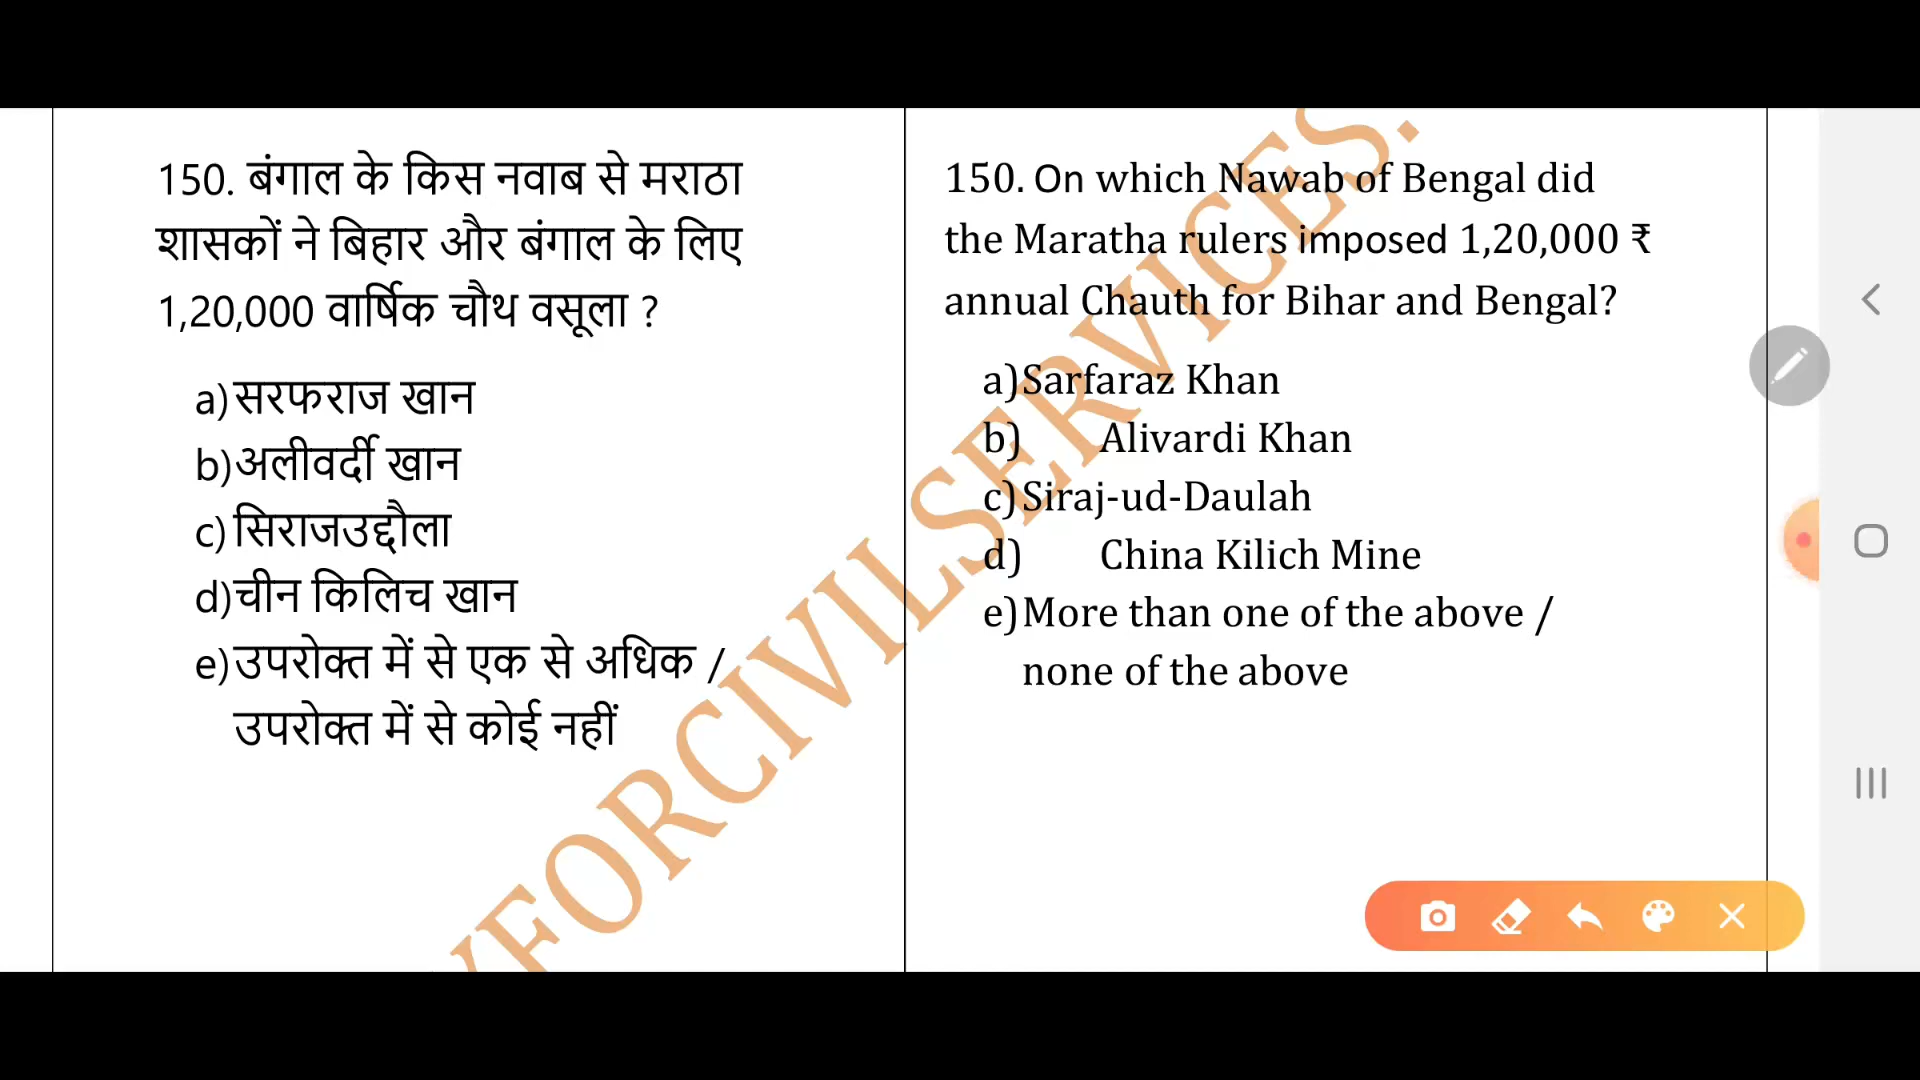 150. बंगाल के किस नवाब से मराठा
शासकों ने बिहार और बंगाल के लिए
1,20,000 वार्षिक चौथ वसूला ?
a)सरफराज खान
b)अलीवर्दी खान
c)सिराजउद्दौला
d)चीन किलिच खान
e)उपरोक्त में से एक से अधिक /
उपरोक्त में से कोई नहीं
150. On which Nawab of Bengal did
the Maratha rulers imposed 1,20,000 ₹
annual Chauth for Bihar and Bengal?
a)Sarfaraz Khan
b) Alivardi Khan
c)Siraj-ud-Daulah
d) China Kilich Mine
e)More than one of the above /
none of the above
YFORCIVILSERVICES.